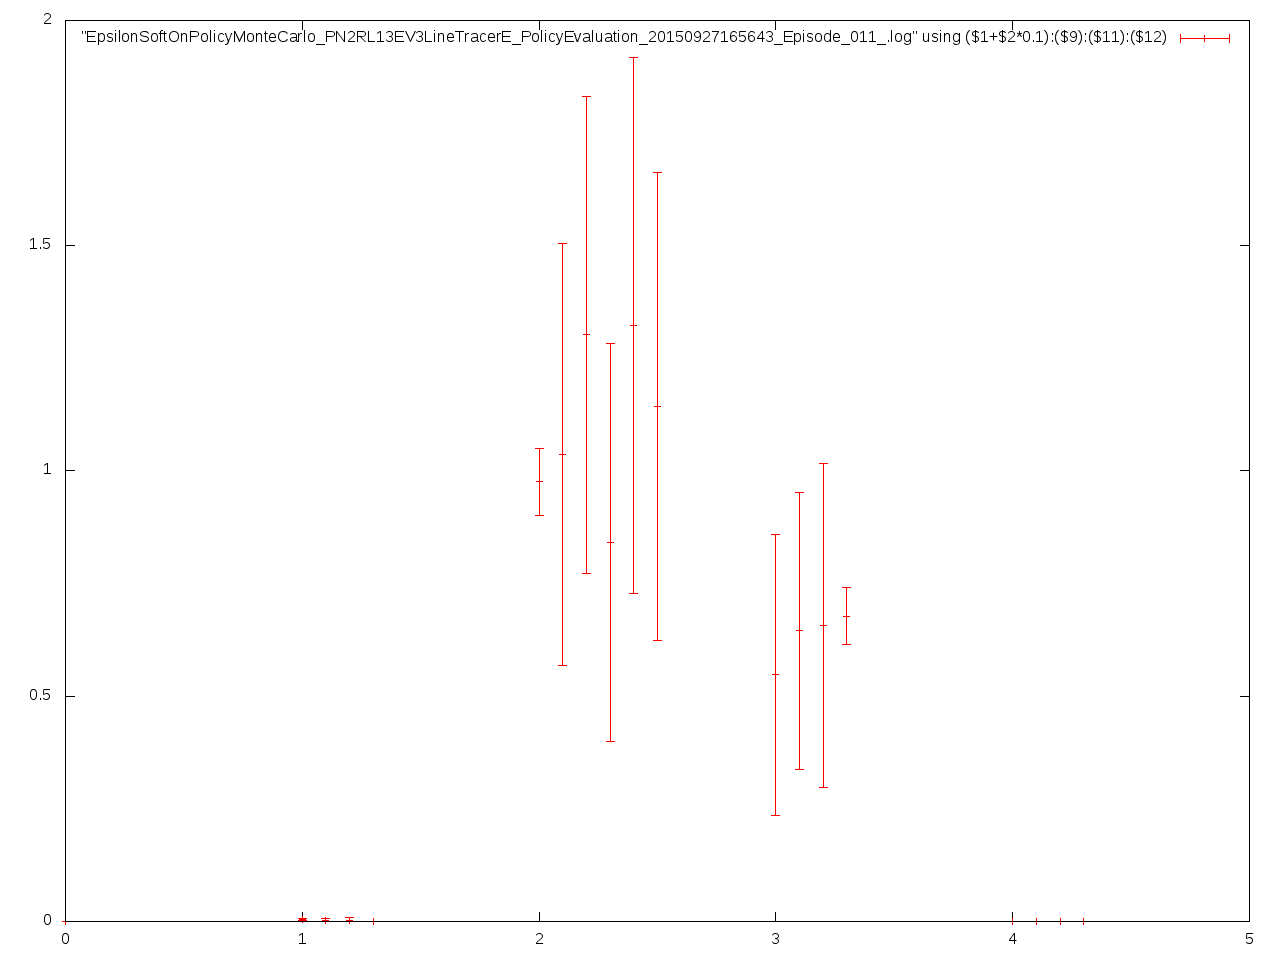 2
"EpsilonSoftOnPolicyMonteCarlo_PN2RL13EV3LineTracerE_PolicyEvaluation_20150927165643_Episode_011_.log" using ($1+$2*0.1):($9):($11):($12)
1.5
1
0.5
0
0 1 2 3 4 5